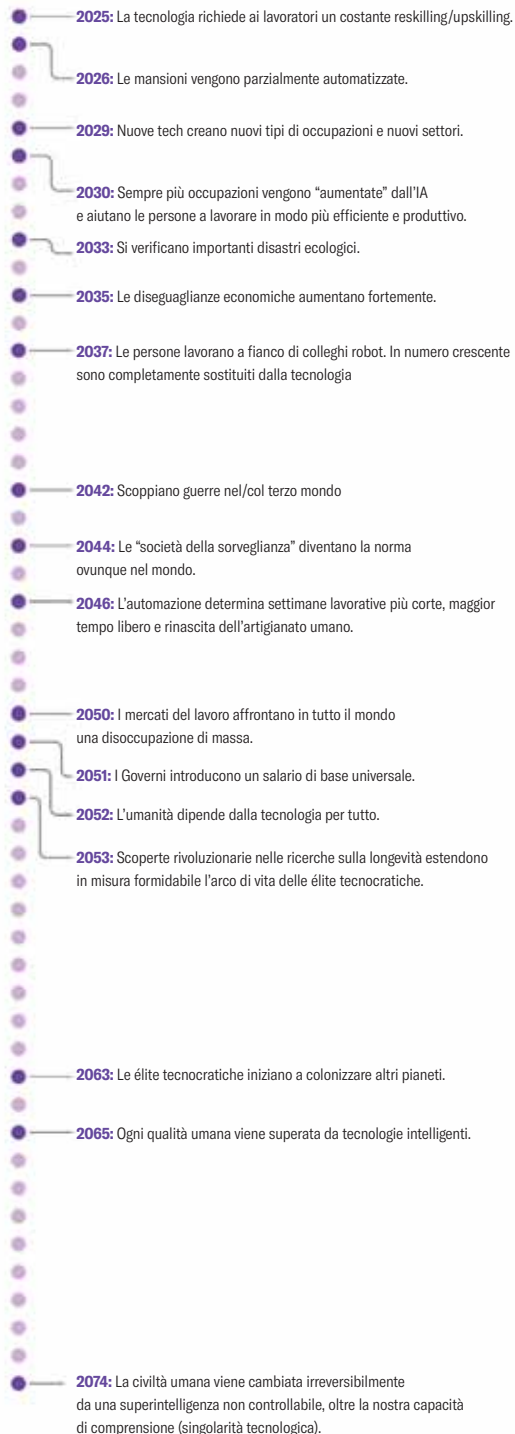 2025: La tecnologia richiede ai lavoratori un costante reskilling/upskilling.
2026: Le mansioni vengono parzialmente automatizzate.
2029: Nuove tech creano nuovi tipi di occupazioni e nuovi settori.
2030: Sempre più occupazioni vengono “aumentate” dall’IA
e aiutano le persone a lavorare in modo più efficiente e produttivo.
2033: Si verificano importanti disastri ecologici.
2035: Le diseguaglianze economiche aumentano fortemente.
2037: Le persone lavorano a fianco di colleghi robot. In numero crescente
sono completamente sostituiti dalla tecnologia
2042: Scoppiano guerre nel/col terzo mondo
2044: Le “società della sorveglianza” diventano la norma
ovunque nel mondo.
2046: L’automazione determina settimane lavorative più corte, maggior
tempo libero e rinascita dell’artigianato umano.
2050: I mercati del lavoro affrontano in tutto il mondo
una disoccupazione di massa.
2051: I Governi introducono un salario di base universale.
2052: L’umanità dipende dalla tecnologia per tutto.
2053: Scoperte rivoluzionarie nelle ricerche sulla longevità estendono
in misura formidabile l’arco di vita delle élite tecnocratiche.
2063: Le élite tecnocratiche iniziano a colonizzare altri pianeti.
2065: Ogni qualità umana viene superata da tecnologie intelligenti.
2074: La civiltà umana viene cambiata irreversibilmente
da una superintelligenza non controllabile, oltre la nostra capacità
di comprensione (singolarità tecnologica).